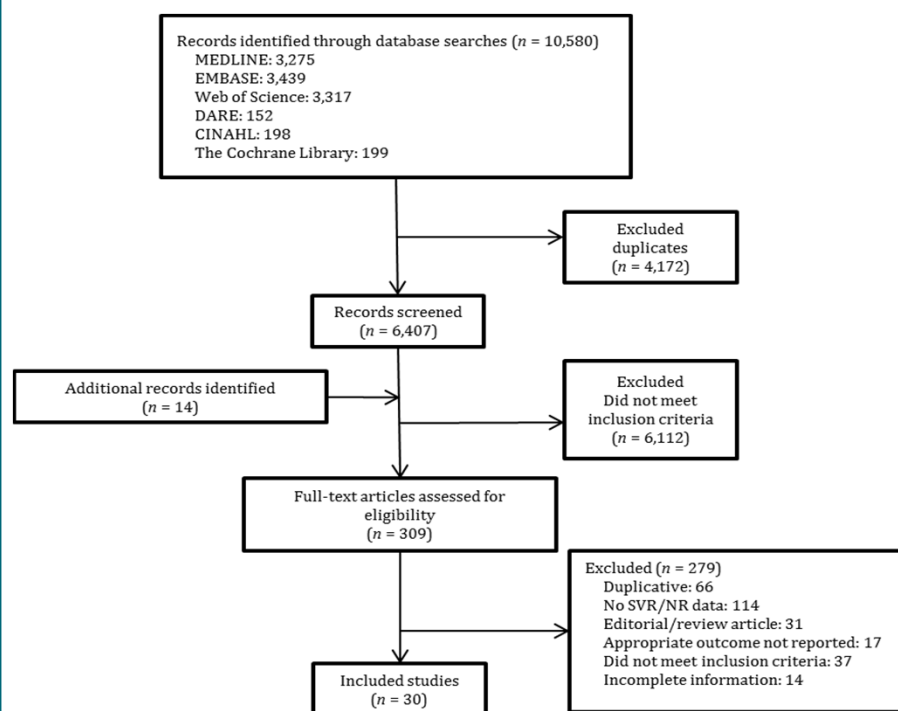 Records identified through database searches (n = 10,580)
MEDLINE: 3,275
EMBASE: 3,439
Web of Science: 3,317
DARE: 152
CINAHL: 198
The Cochrane Library: 199
Excluded
duplicates
(n = 4,172)
Records screened
(n = 6,407)
Additional records identified
(n = 14)
Excluded
Did not meet
inclusion criteria
(n = 6,112)
Full-text articles assessed for
eligibility
(n = 309)
Excluded (n = 279)
Duplicative: 66
No SVR/NR data: 114
Editorial/review article: 31
Appropriate outcome not reported: 17
Did not meet inclusion criteria: 37
Incomplete information: 14
Included studies
(n = 30)